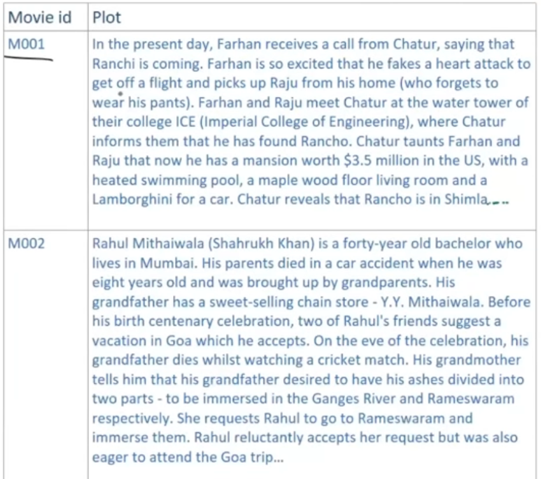 Movie id Plot
M001 In the present day, Farhan receives a call from Chatur, saying that
Ranchi is coming. Farhan is so excited that he fakes a heart attack to
get off a flight and picks up Raju from his home (who forgets to
wear his pants). Farhan and Raju meet Chatur at the water tower of
their college ICE (Imperial College of Engineering), where Chatur
informs them that he has found Rancho. Chatur taunts Farhan and
Raju that now he has a mansion worth $3.5 million in the US, with a
heated swimming pool, a maple wood floor living room and a
Lamborghini for a car. Chatur reveals that Rancho is in Shimla...
M002 Rahul Mithaiwala (Shahrukh Khan) is a forty-year old bachelor who
lives in Mumbai. His parents died in a car accident when he was
eight years old and was brought up by grandparents. His
grandfather has a sweet-selling chain store - Y.Y. Mithaiwala. Before
his birth centenary celebration, two of Rahul's friends suggest a
vacation in Goa which he accepts. On the eve of the celebration, his
grandfather dies whilst watching a cricket match. His grandmother
tells him that his grandfather desired to have his ashes divided into
two parts - to be immersed in the Ganges River and Rameswaram
respectively. She requests Rahul to go to Rameswaram and
immerse them. Rahul reluctantly accepts her request but was also
eager to attend the Goa trip...